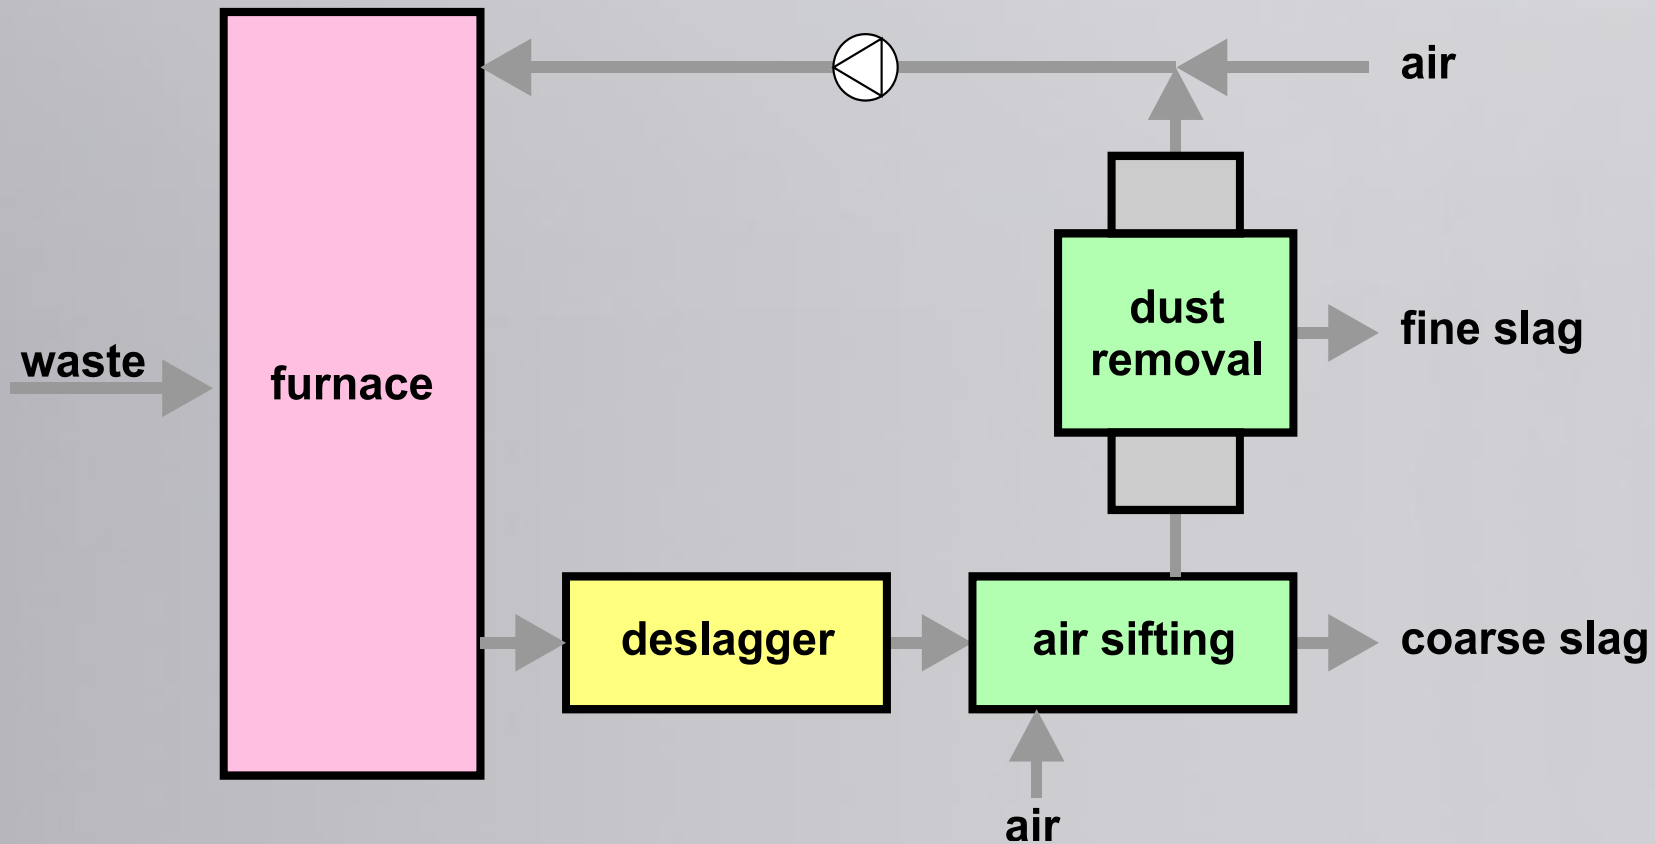 air
dust
removal
fine slag
waste
furnace
deslagger
air sifting
coarse slag
air